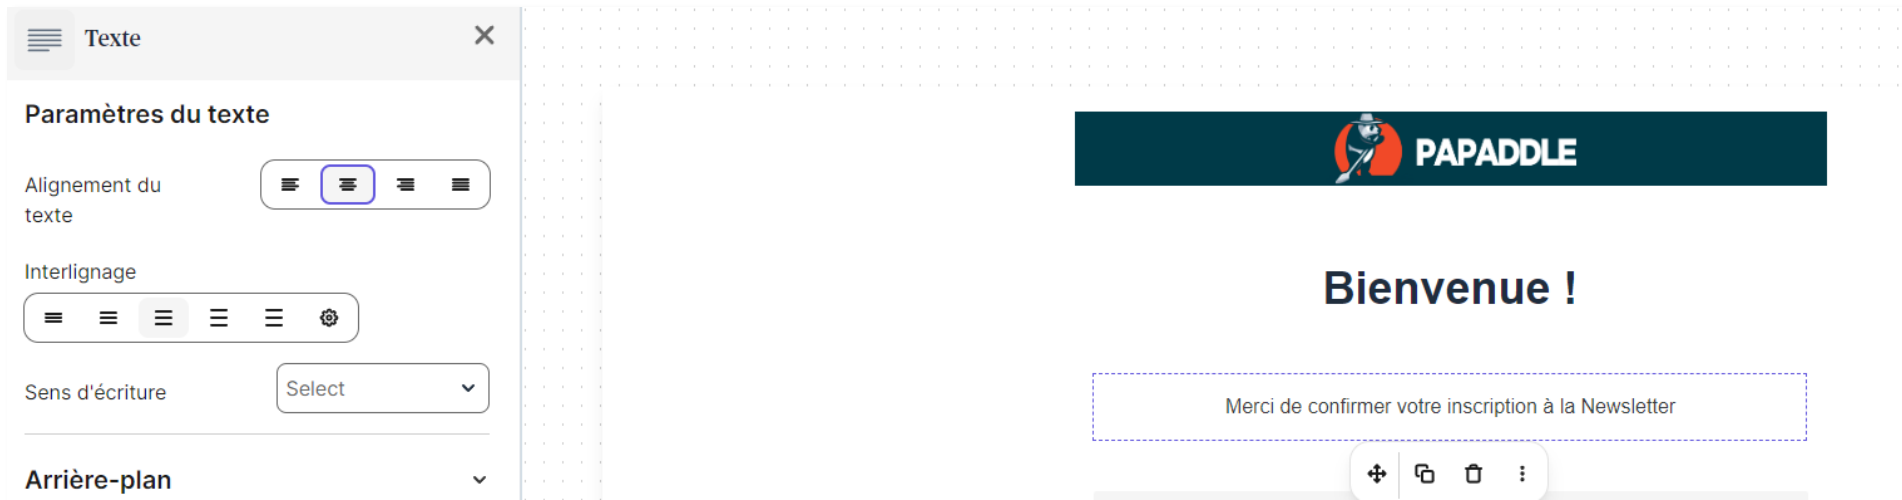 Texte
Paramètres du texte
Alignement du
texte
Interlignage
Sens d'écriture
Select
Arrière-plan
PAPADDLE
Bienvenue !
Merci de confirmer votre inscription à la Newsletter